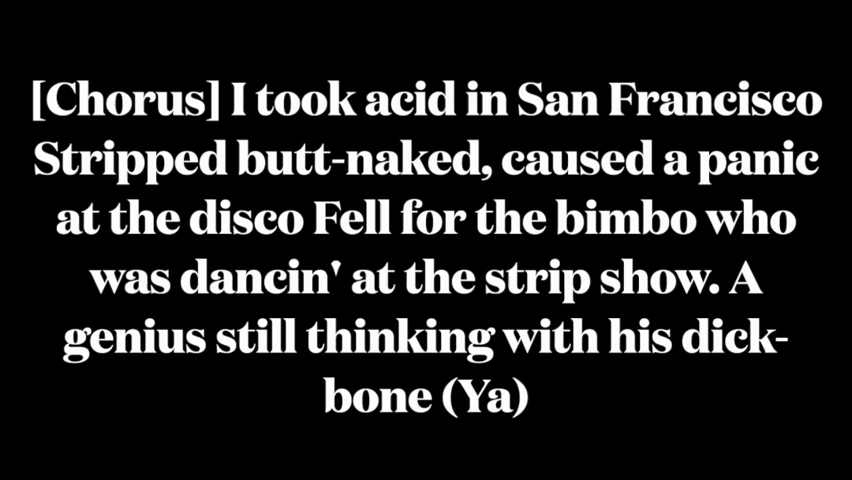 [Chorus] I took acid in San Francisco
Stripped butt-naked, caused a panic
at the disco Fell for the bimbo who
was dancin' at the strip show. A
genius still thinking with his dick-
bone (Ya)